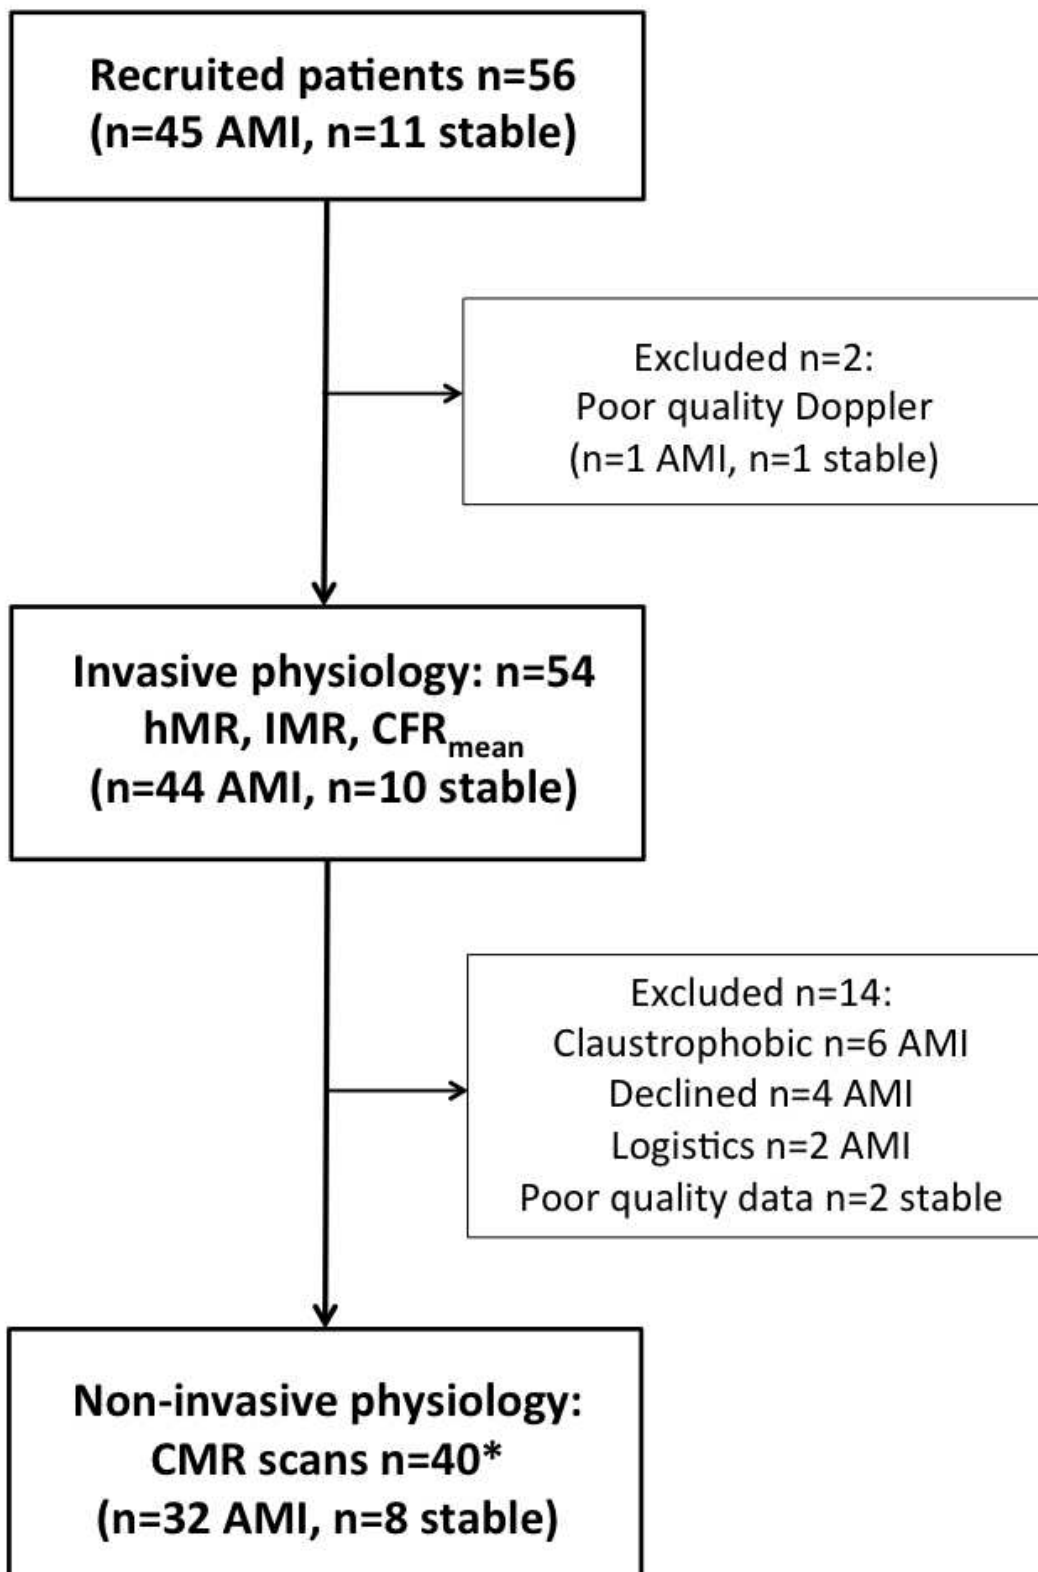 Recruited patients n=56
(n=45 AMI, n=11 stable)
Excluded n=2:
Poor quality Doppler
(n=1 AMI, n=1 stable)
Invasive physiology: n=54
hMR, IMR, CFRmean
(n=44 AMI, n=10 stable)
Excluded n=14:
Claustrophobic n=6 AMI
Declined n=4 AMI
Logistics n=2 AMI
Poor quality data n=2 stable
Non-invasive physiology:
CMR scans n=40*
(n=32 AMI, n=8 stable)